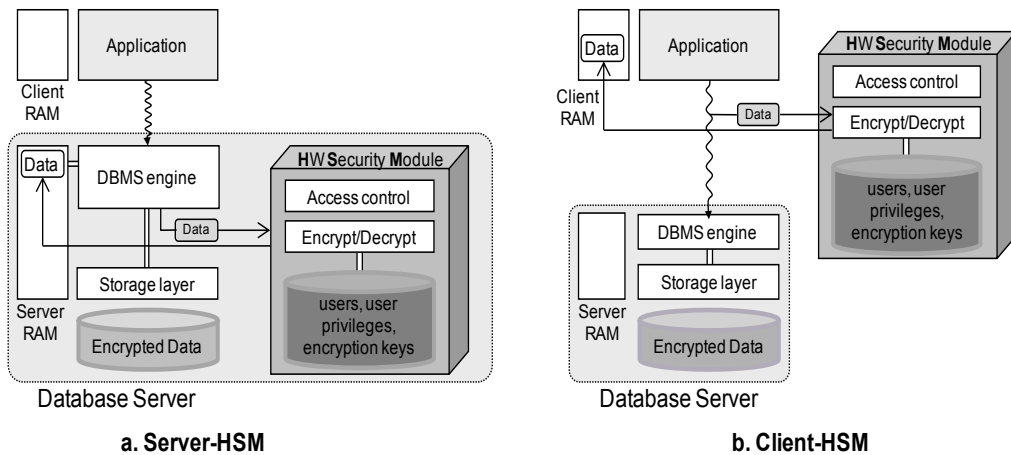 Application
Client
RAM
Data
DBMS engine
Data
HW Security Module
Access control
Encrypt/Decrypt
users, user
privileges,
encryption keys
Storage layer
Server
RAM
Encrypted Data
Database Server
a. Server-HSM
Data
Application
Client
RAM
Data
HW Security Module
Access control
Encrypt/Decrypt
users, user
privileges,
encryption keys
DBMS engine
Storage layer
Server
RAM
Encrypted Data
Database Server
b. Client-HSM